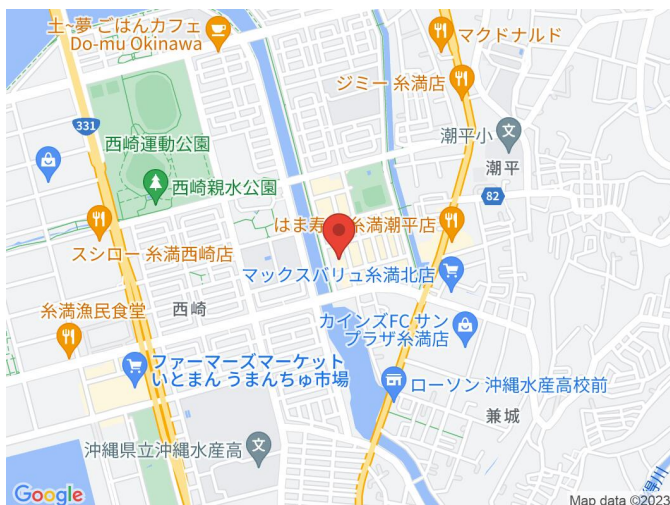 土~夢 ごはんカフェ
Do-mu Okinawa
マクドナルド
ジミー 糸満店
331
西崎運動公園
潮平小
潮平
西崎親水公園
82
はま寿
糸満潮平店
スシロー 糸満西崎店
マックスバリュ糸満北店
西崎
糸満漁民食堂
カインズFC サン
プラザ糸満店
ファーマーズマーケット
いとまん うまんちゅ市場
ローソン 沖縄水産高校前
兼城
沖縄県立沖縄水産高
Google
Map data ©2023